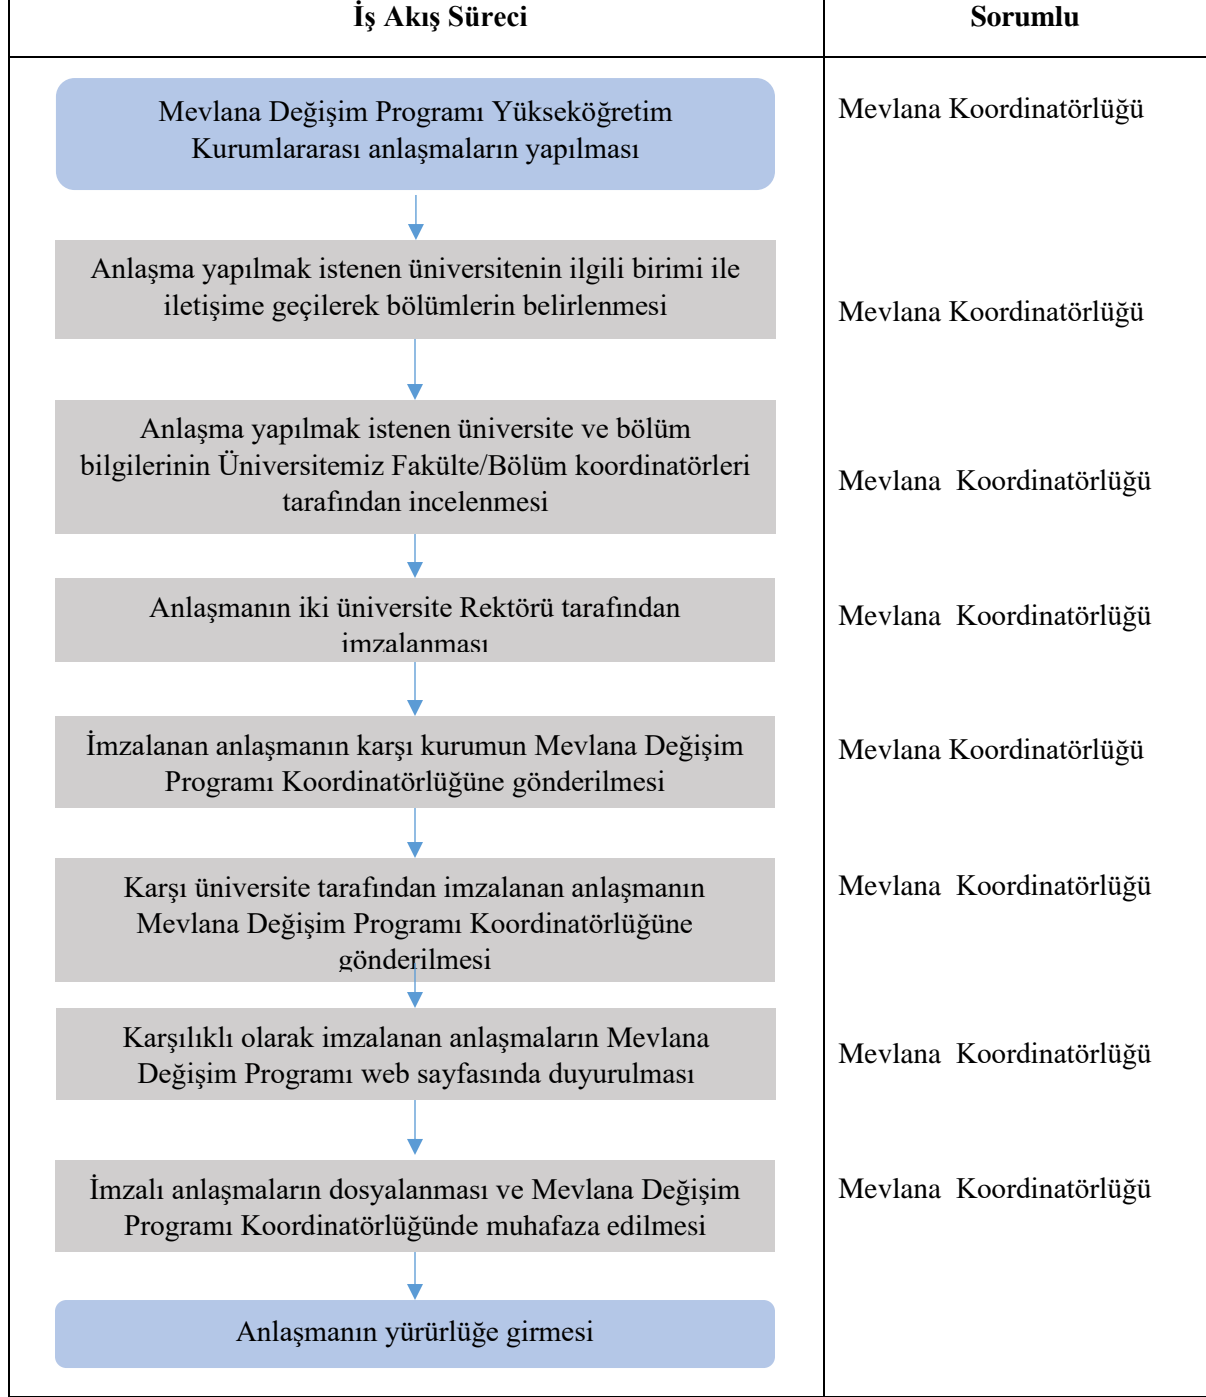 İş Akış Süreci
Sorumlu
Mevlana Değişim Programı Yükseköğretim
Kurumlararası anlaşmaların yapılması
Mevlana Koordinatörlüğü
Anlaşma yapılmak istenen üniversitenin ilgili birimi ile
iletişime geçilerek bölümlerin belirlenmesi
Mevlana Koordinatörlüğü
Anlaşma yapılmak istenen üniversite ve bölüm
bilgilerinin Üniversitemiz Fakülte/Bölüm koordinatörleri
tarafından incelenmesi
Mevlana  Koordinatörlüğü
Anlaşmanın iki üniversite Rektörü tarafından
imzalanması
Mevlana  Koordinatörlüğü
İmzalanan anlaşmanın karşı kurumun Mevlana Değişim
Programı Koordinatörlüğüne gönderilmesi
Mevlana Koordinatörlüğü
Karşı üniversite tarafından imzalanan anlaşmanın
Mevlana Değişim Programı Koordinatörlüğüne
gönderilmesi
Mevlana  Koordinatörlüğü
Karşılıklı olarak imzalanan anlaşmaların Mevlana
Değişim Programı web sayfasında duyurulması
Mevlana  Koordinatörlüğü
İmzalı anlaşmaların dosyalanması ve Mevlana Değişim
Programı Koordinatörlüğünde muhafaza edilmesi
Mevlana  Koordinatörlüğü
Anlaşmanın yürürlüğe girmesi